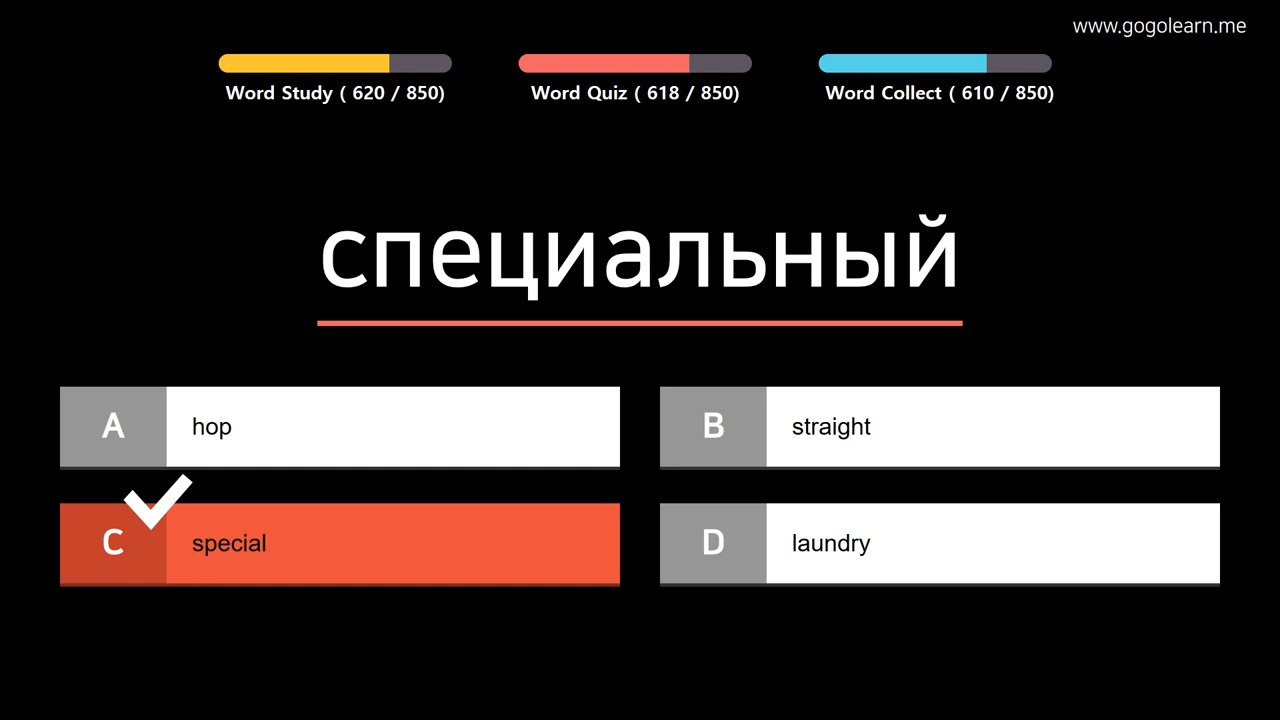 www.gogolearn.me
Word Study ( 620 / 850)
Word Quiz ( 618 / 850)
Word Collect ( 610 / 850)
специальный
A hop
B straight
C special
D laundry